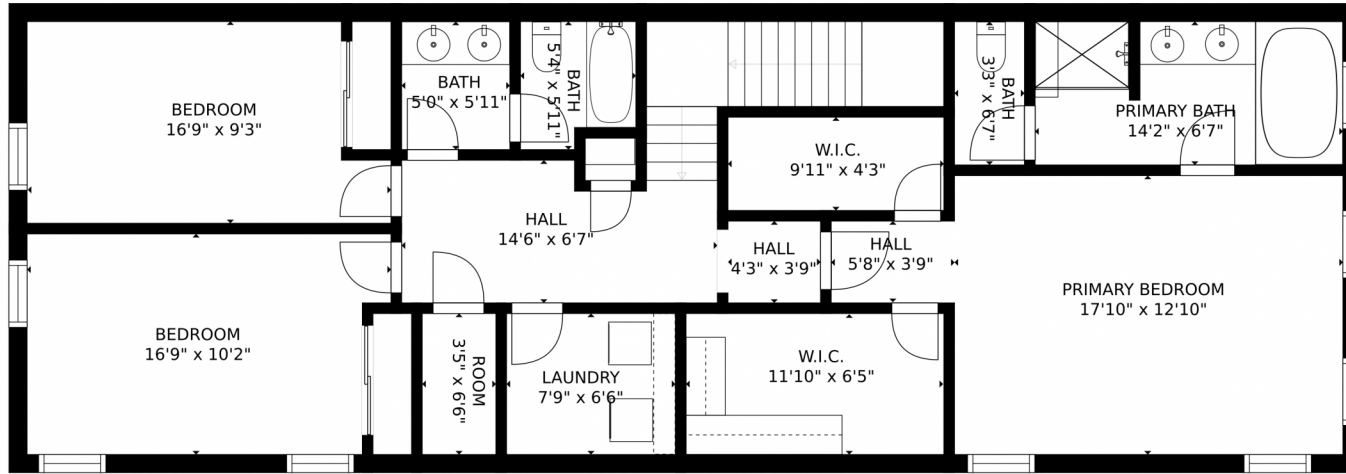 BEDROOM
16'9" x 9'3"
BATH
5'0" x 5'11"
BATH
5'4" x 5'11"
W.I.C.
9'11" x 4'3"
BATH
3'3" x 6'7"
PRIMARY BATH
14'2" x 6'7"
HALL
14'6" x 6'7"
HALL
4'3" x 3'9"
HALL
5'8" x 3'9"
PRIMARY BEDROOM
17'10" x 12'10"
BEDROOM
16'9" x 10'2"
ROOM
3'5" x 6'6"
LAUNDRY
7'9" x 6'6"
W.I.C.
11'10" x 6'5"